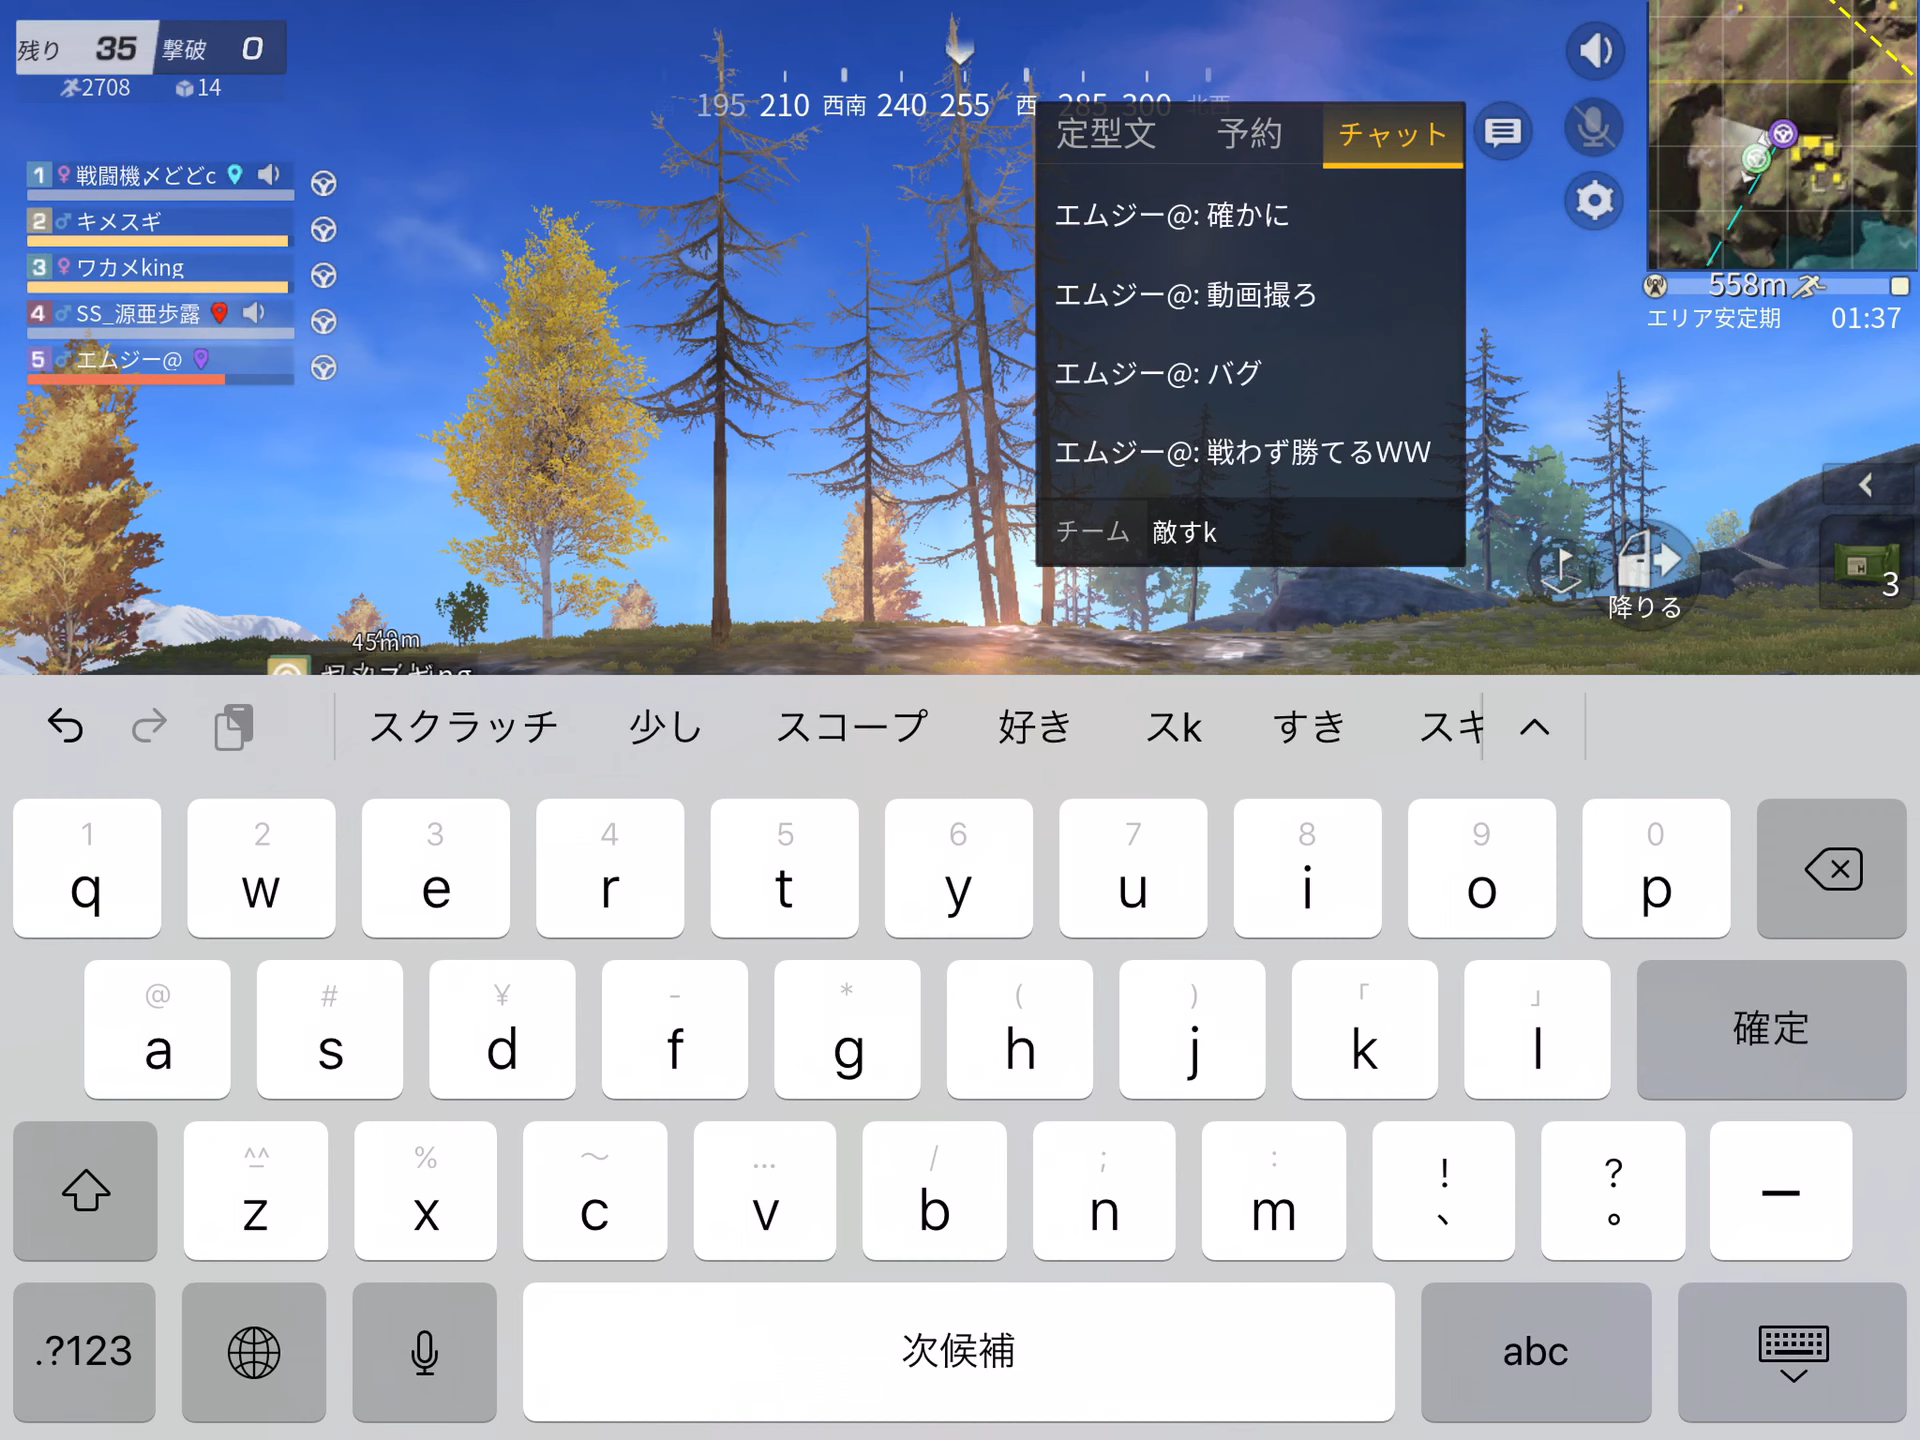 残り 35 撃破 0
2708 14
195 210 西南 240 255 西 285 300 北西
1 戦闘機〆どどc
2 キメスギ
3 ワカメking
4 SS_源亜歩露
5 エムジー@
定型文 予約 チャット
エムジー@: 確かに
エムジー@: 動画撮ろ
エムジー@: バグ
エムジー@: 戦わず勝てるWW
チーム 敵すk
558m
エリア安定期 01:37
3
降りる
スクラッチ 少し スコープ 好き スk すき スキ
1 2 3 4 5 6 7 8 9 0
q w e r t y u i o p
@ # ¥ - * ( ) 「 」
a s d f g h j k l 確定
^^ % 〜 … / ; : ! ?
z x c v b n m 、 。 ー
.?123 次候補 abc